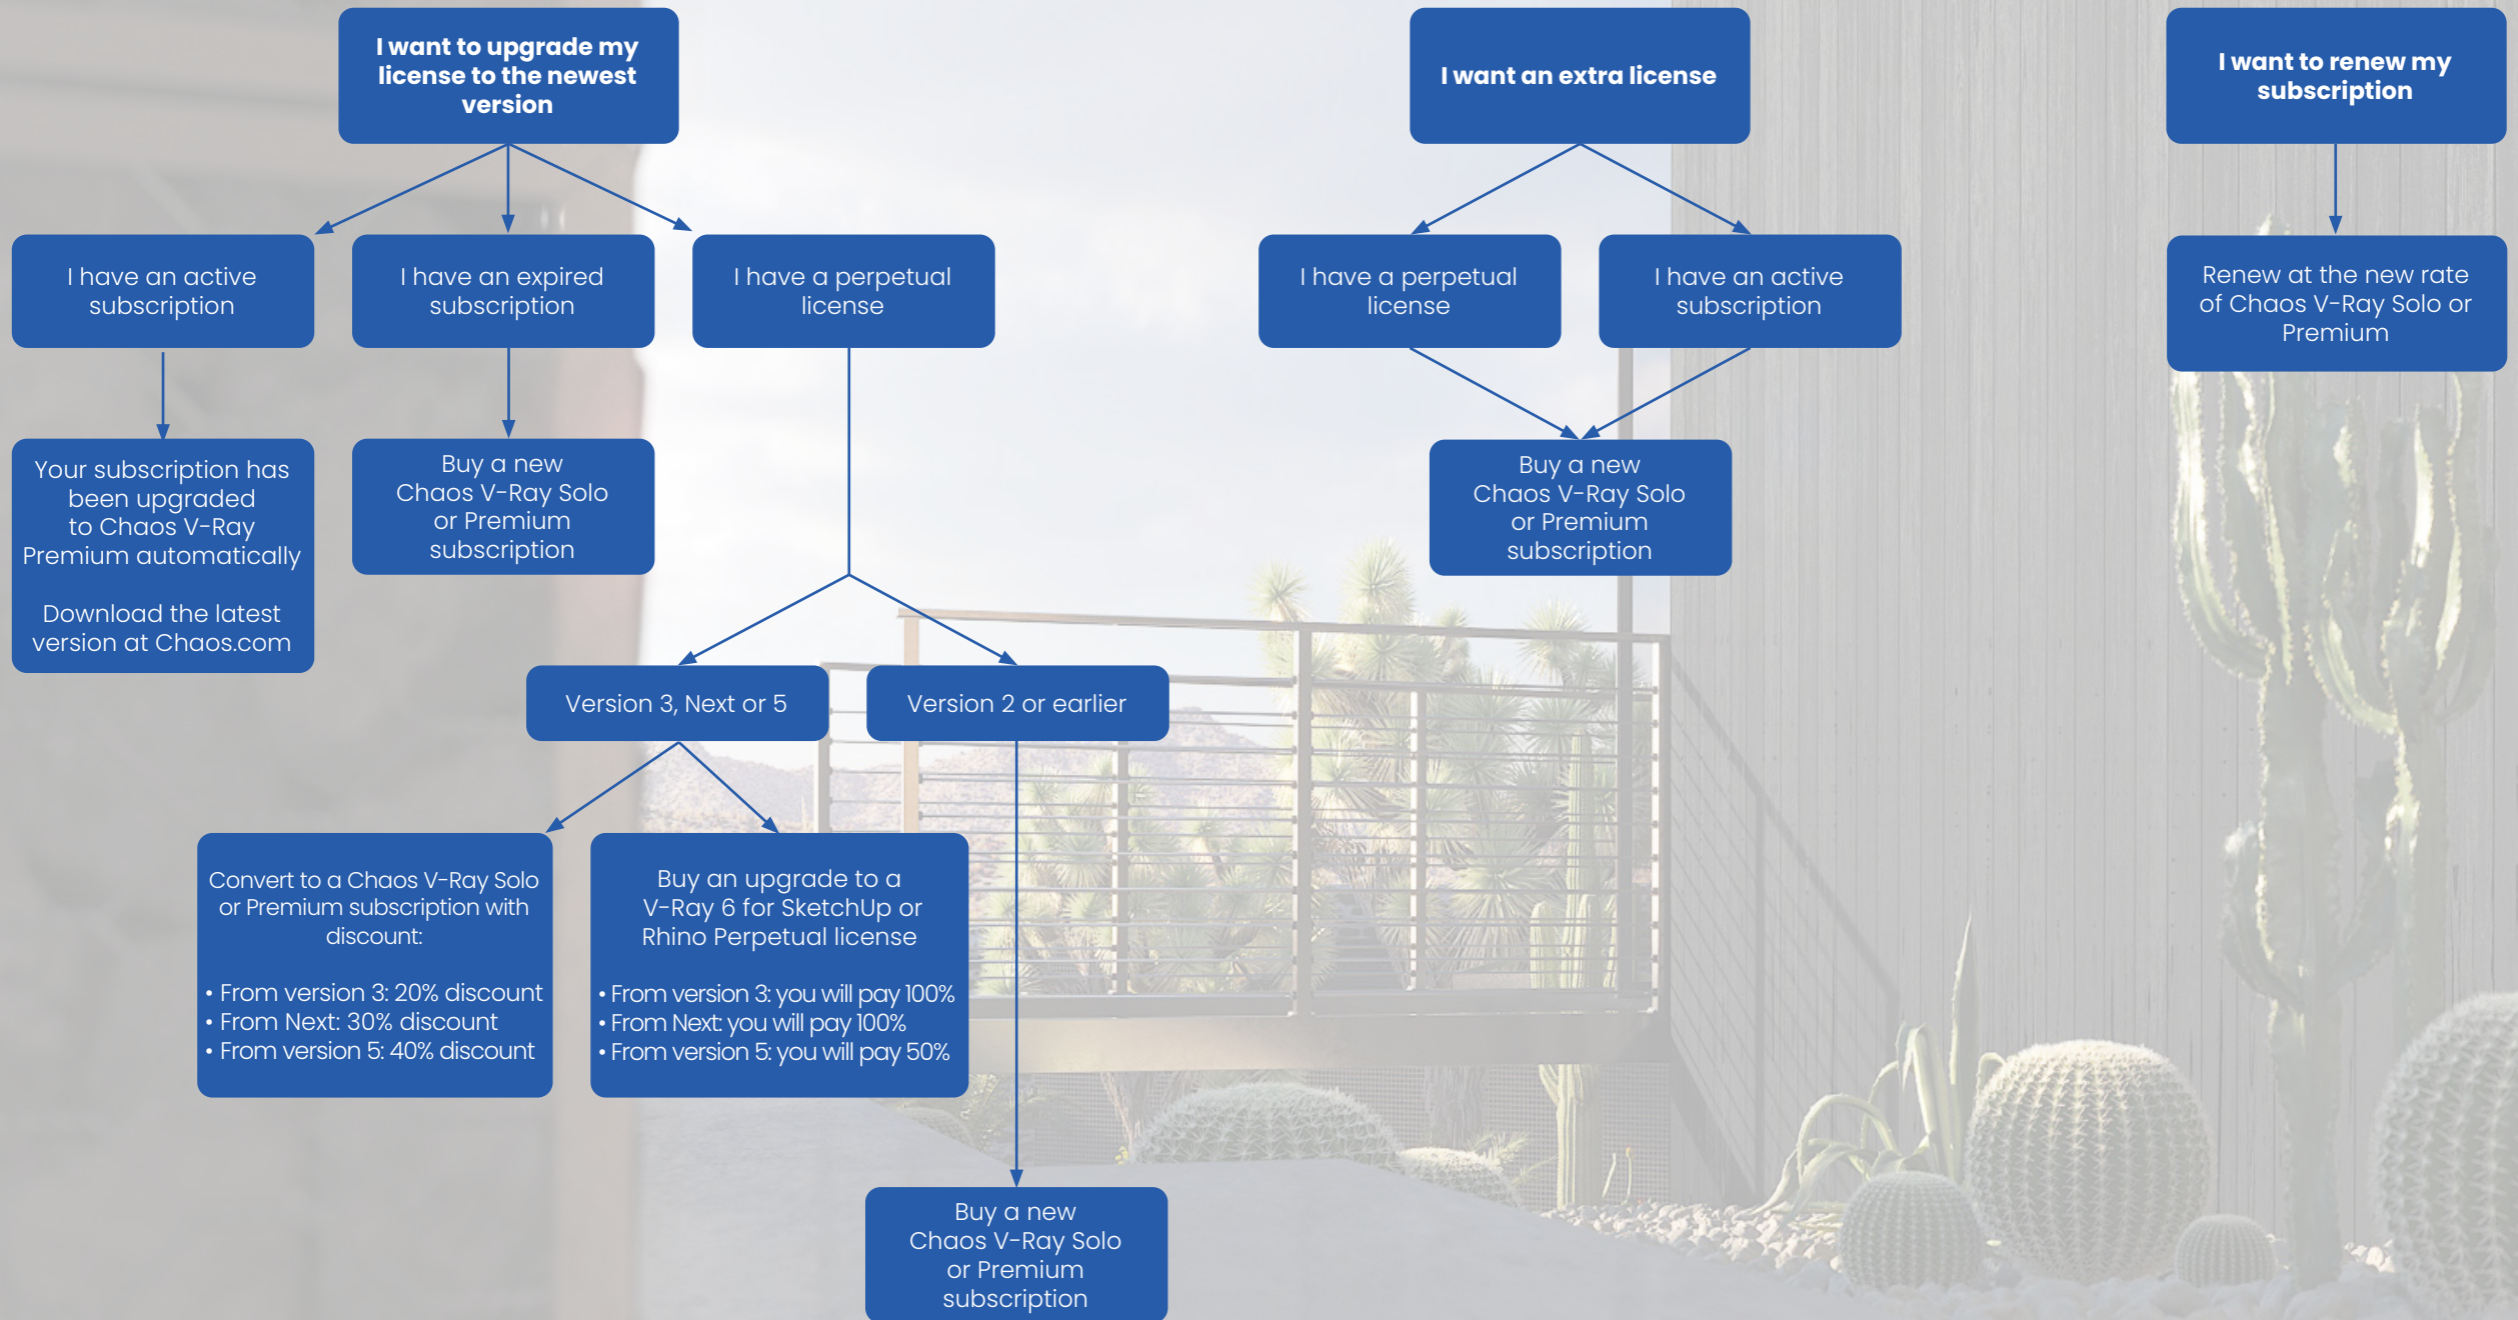 I want to upgrade my
license to the newest
version
I want an extra license
I want to renew my
subscription
I have an active
subscription
I have an expired
subscription
I have a perpetual
license
I have a perpetual
license
I have an active
subscription
Renew at the new rate
of Chaos V-Ray Solo or
Premium
Your subscription has
been upgraded
to Chaos V-Ray
Premium automatically
Download the latest
version at Chaos.com
Buy a new
Chaos V-Ray Solo
or Premium
subscription
Buy a new
Chaos V-Ray Solo
or Premium
subscription
Version 3, Next or 5
Version 2 or earlier
Convert to a Chaos V-Ray Solo
or Premium subscription with
discount:
• From version 3: 20% discount
• From Next: 30% discount
• From version 5: 40% discount
Buy an upgrade to a
V-Ray 6 for SketchUp or
Rhino Perpetual license
• From version 3: you will pay 100%
• From Next: you will pay 100%
• From version 5: you will pay 50%
Buy a new
Chaos V-Ray Solo
or Premium
subscription